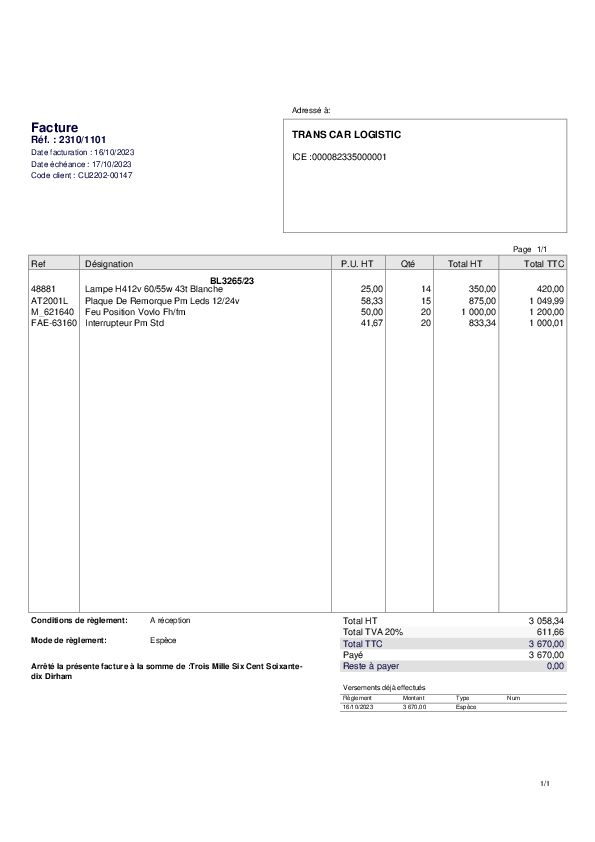 Adressé à:
Facture
Réf. : 2310/1101
Date facturation : 16/10/2023
Date échéance : 17/10/2023
Code client : CU2202-00147
TRANS CAR LOGISTIC
ICE :000082335000001
Page 1/1
Ref Désignation P.U. HT Qté Total HT Total TTC
BL3265/23
48881 Lampe H412v 60/55w 43t Blanche 25,00 14 350,00 420,00
AT2001L Plaque De Remorque Pm Leds 12/24v 58,33 15 875,00 1 049,99
M_621640 Feu Position Vovlo Fh/fm 50,00 20 1 000,00 1 200,00
FAE-63160 Interrupteur Pm Std 41,67 20 833,34 1 000,01
Conditions de règlement: A réception
Mode de règlement: Espèce
Arrêté la présente facture à la somme de :Trois Mille Six Cent Soixante-
dix Dirham
Total HT 3 058,34
Total TVA 20% 611,66
Total TTC 3 670,00
Payé 3 670,00
Reste à payer 0,00
Versements déjà effectués
Règlement Montant Type Num
16/10/2023 3 670,00 Espèce
1/1